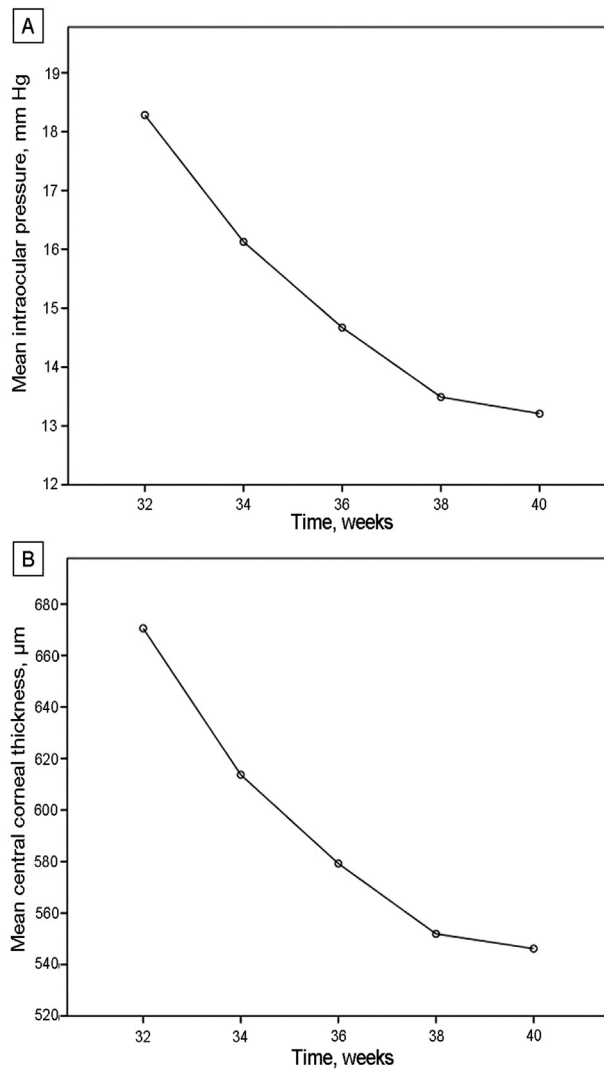 A
Mean intraocular pressure, mm Hg
19
18
17
16
15
14
13
12
32 34 36 38 40
Time, weeks
B
Mean central corneal thickness, µm
680
660
640
620
600
580
560
540
520
32 34 36 38 40
Time, weeks